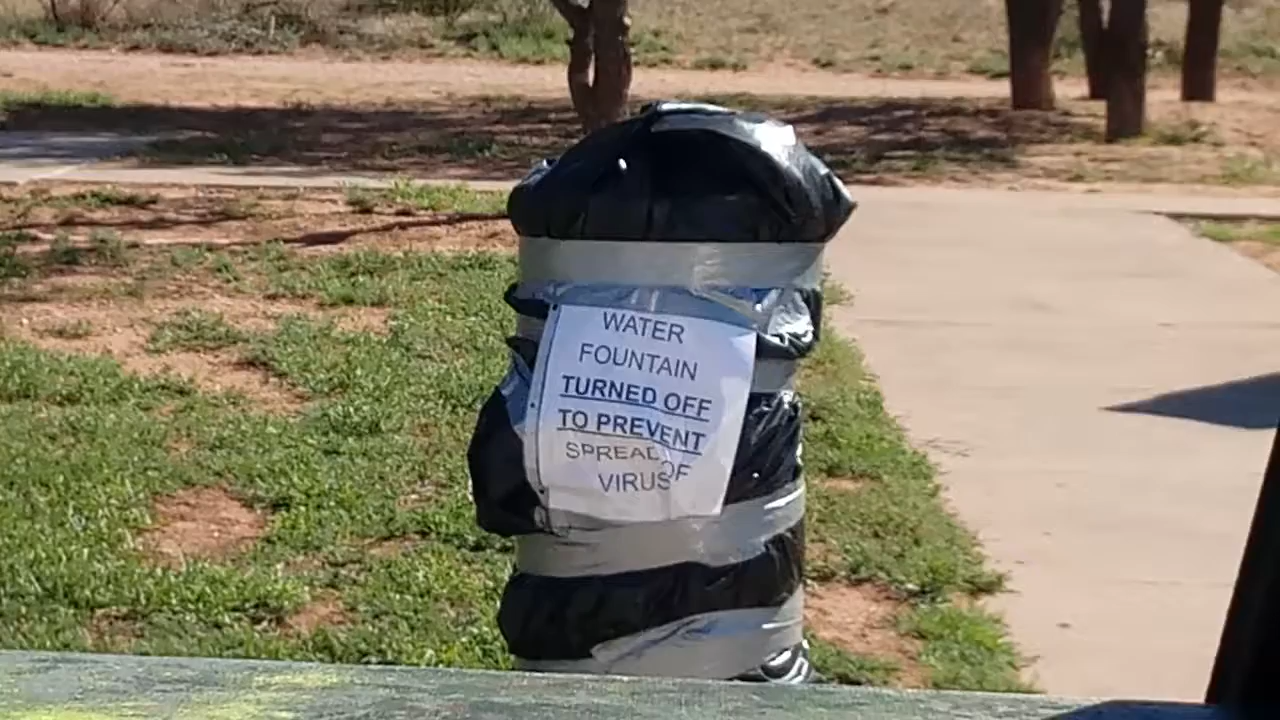 WATER
FOUNTAIN
TURNED OFF
TO PREVENT
SPREAD OF
VIRUS